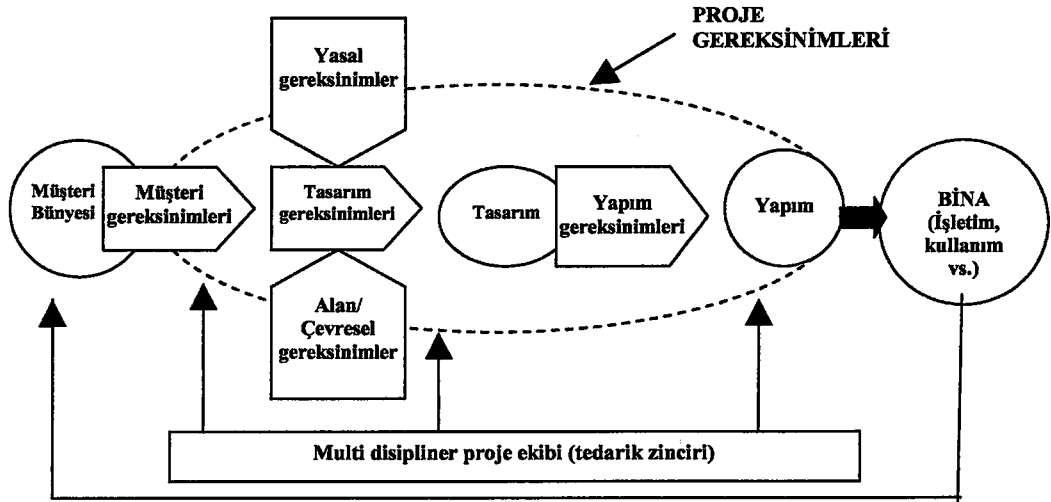 PROJE
GEREKSİNİMLERİ
Yasal
gereksinimler
Müşteri
Bünyesi
Müşteri
gereksinimleri
Tasarım
gereksinimleri
Tasarım
Yapım
gereksinimleri
Yapım
BİNA
(İşletim,
kullanım
vs.)
Alan/
Çevresel
gereksinimler
Multi disipliner proje ekibi (tedarik zinciri)